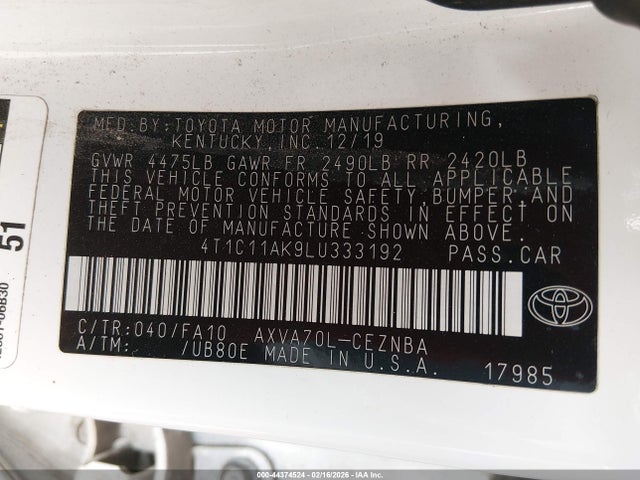 MFD.BY:TOYOTA MOTOR MANUFACTURING,
KENTUCKY, INC. 12/19
GVWR 4475LB GAWR FR 2490LB RR 2420LB
THIS VEHICLE CONFORMS TO ALL APPLICABLE
FEDERAL MOTOR VEHICLE SAFETY, BUMPER, AND
THEFT PREVENTION STANDARDS IN EFFECT ON
THE DATE OF MANUFACTURE SHOWN ABOVE.
4T1C11AK9LU333192 PASS.CAR
C/TR:040/FA10 AXVA70L-CEZNBA
A/TM: /UB80E MADE IN U.S.A.
17985
51
000-44374524 | 02/16/2026 | COPART/IAA